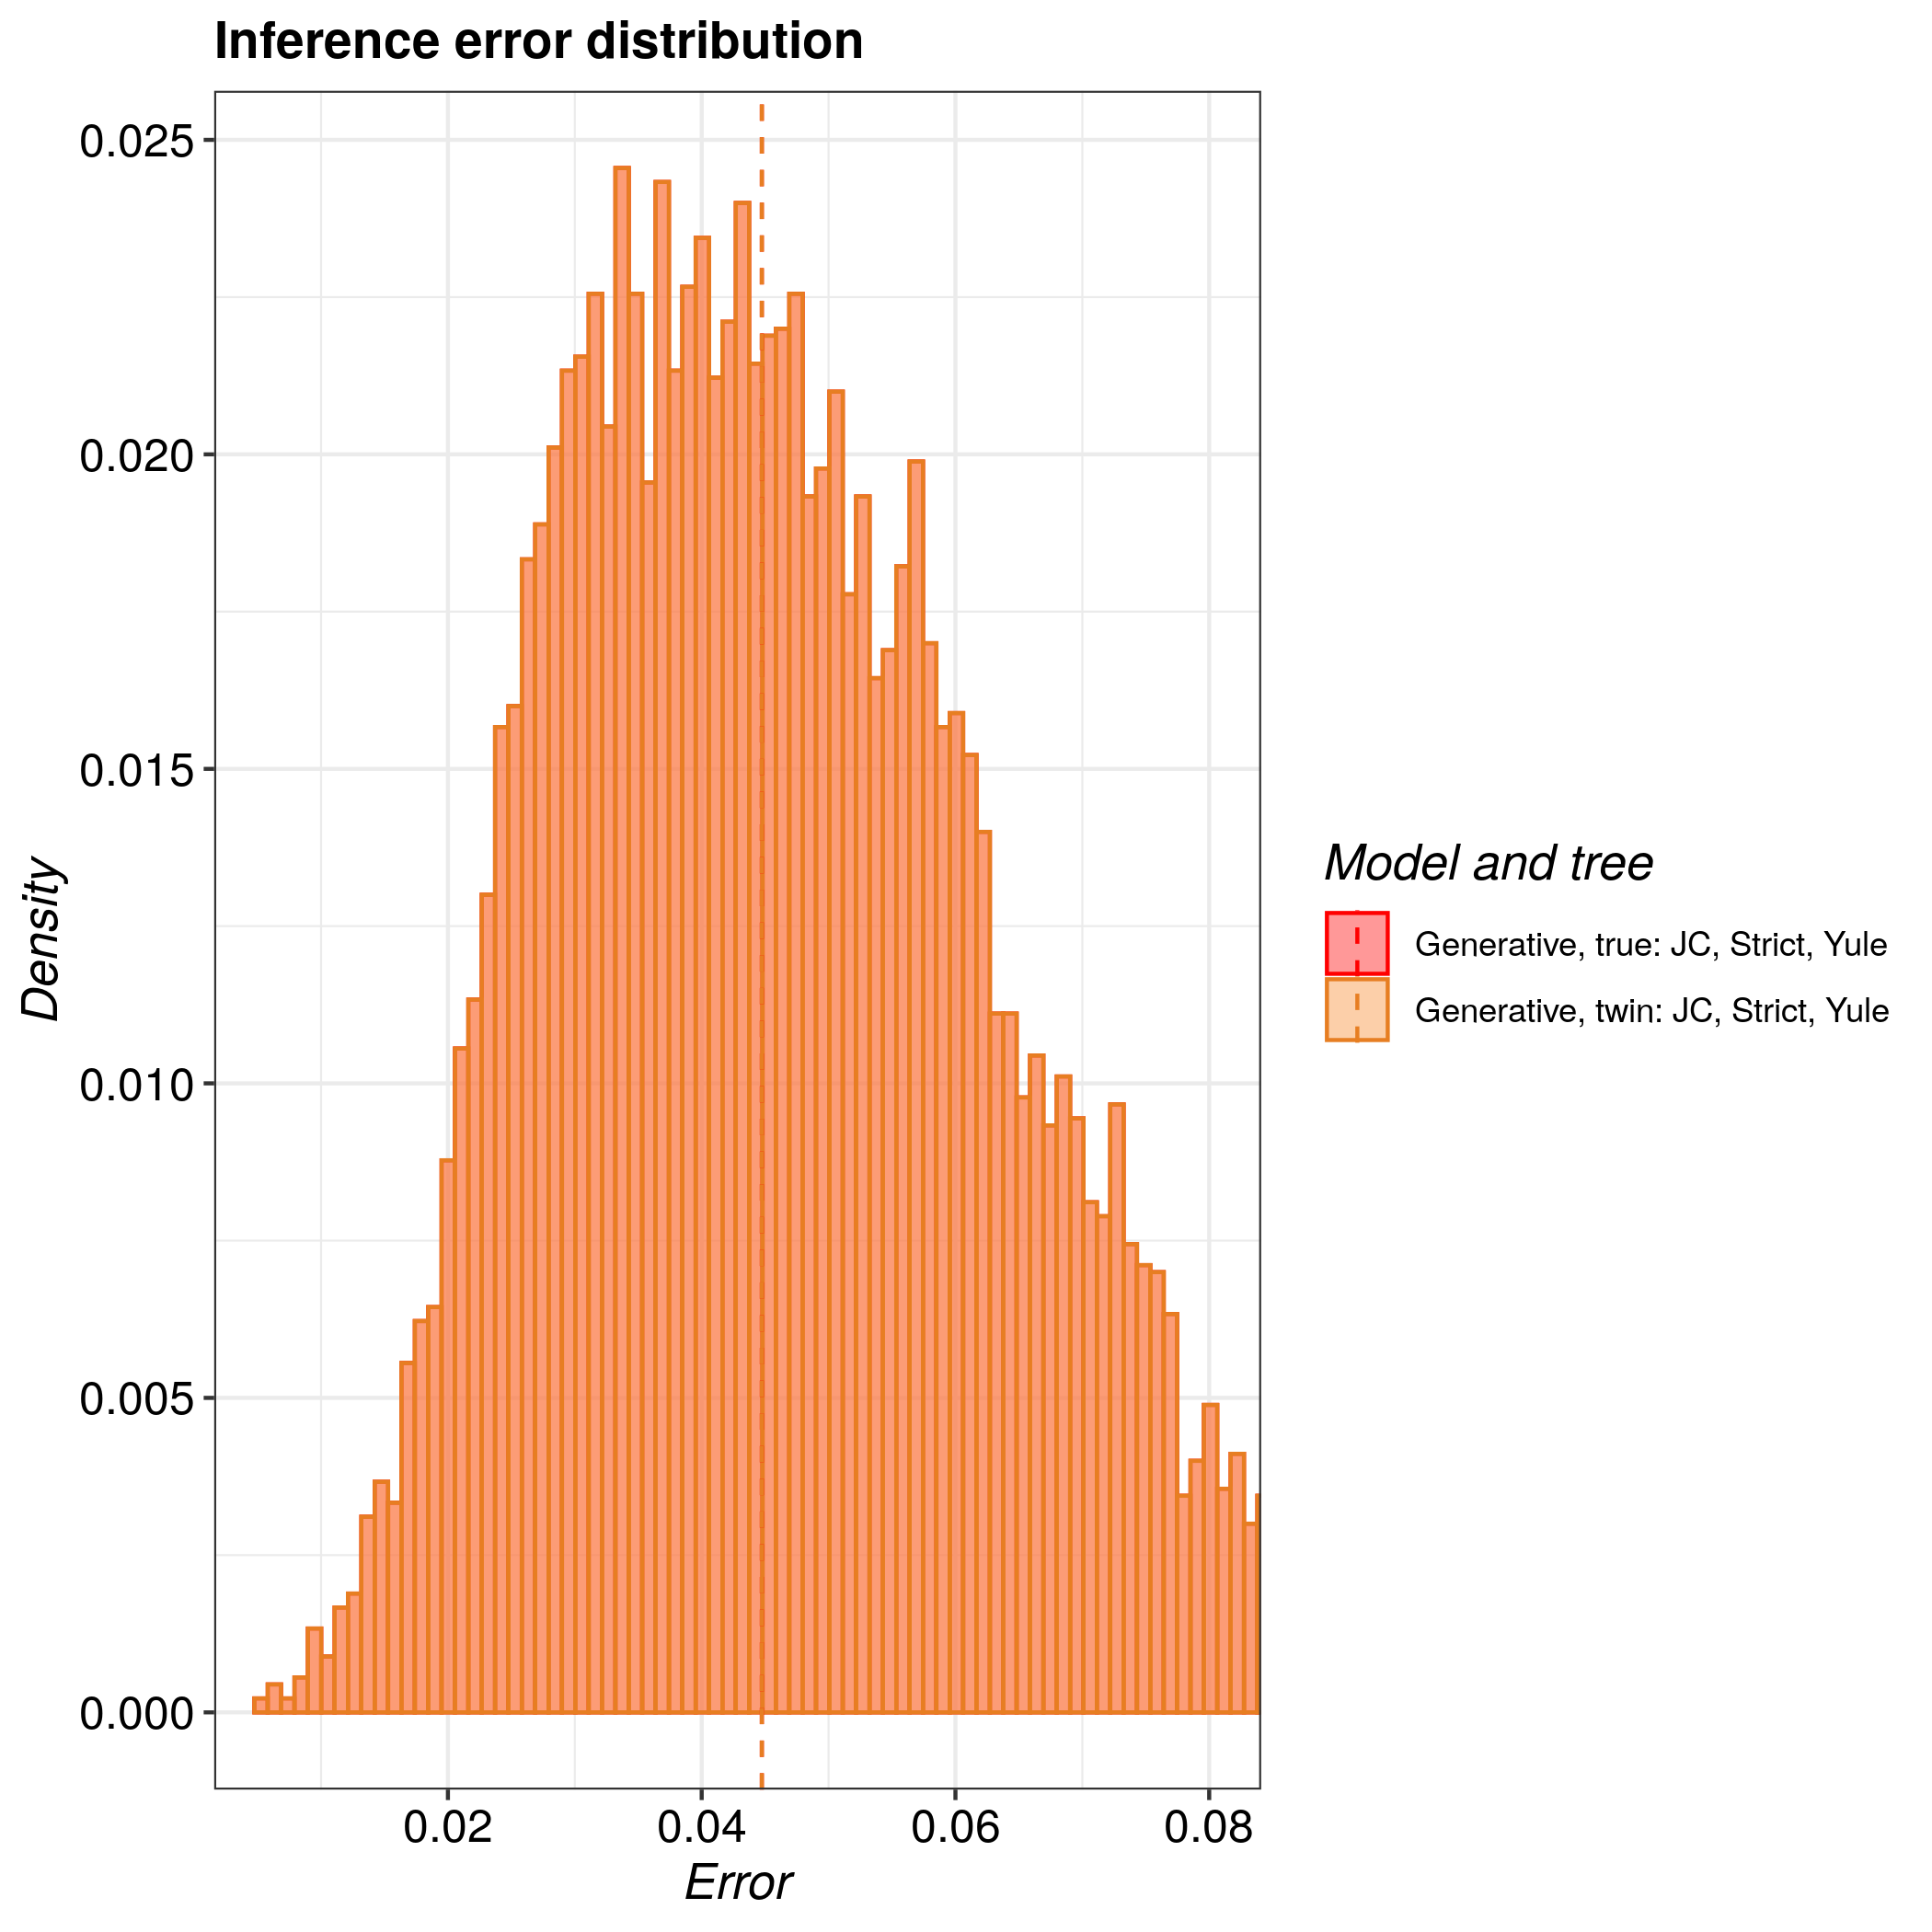 Inference error distribution
0.025
0.020
0.015
0.010
0.005
0.000
Density
0.02 0.04 0.06 0.08
Error
Model and tree
Generative, true: JC, Strict, Yule
Generative, twin: JC, Strict, Yule